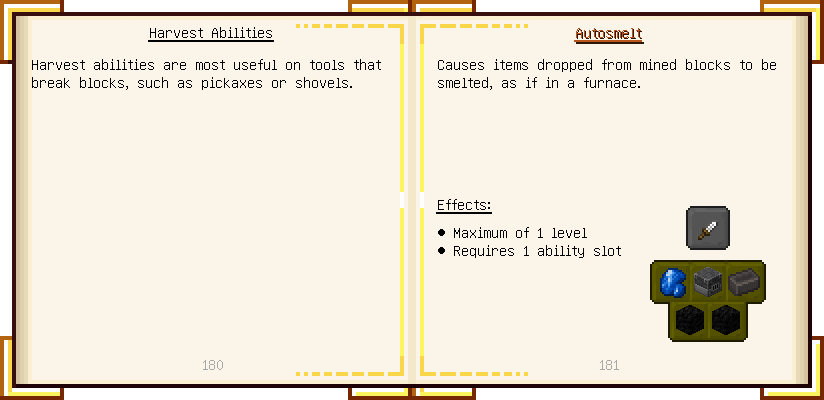 Harvest Abilities
Harvest abilities are most useful on tools that
break blocks, such as pickaxes or shovels.
180
Autosmelt
Causes items dropped from mined blocks to be
smelted, as if in a furnace.
Effects:
• Maximum of 1 level
• Requires 1 ability slot
181